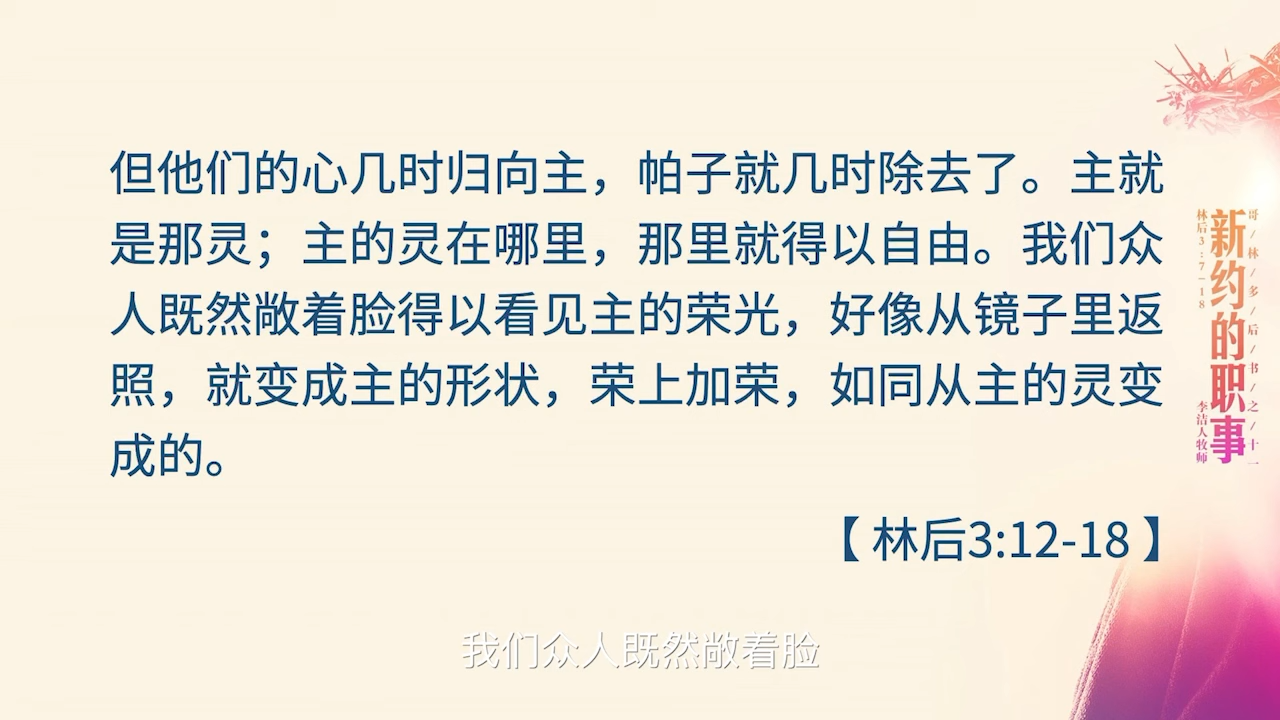 但他们的心几时归向主，帕子就几时除去了。主就
是那灵；主的灵在哪里，那里就得以自由。我们众
人既然敞着脸得以看见主的荣光，好像从镜子里返
照，就变成主的形状，荣上加荣，如同从主的灵变
成的。
【 林后3:12-18 】
哥/林/多/后/书/之/十一
新约的职事
林后3:7-18
李洁人牧师
我们众人既然敞着脸